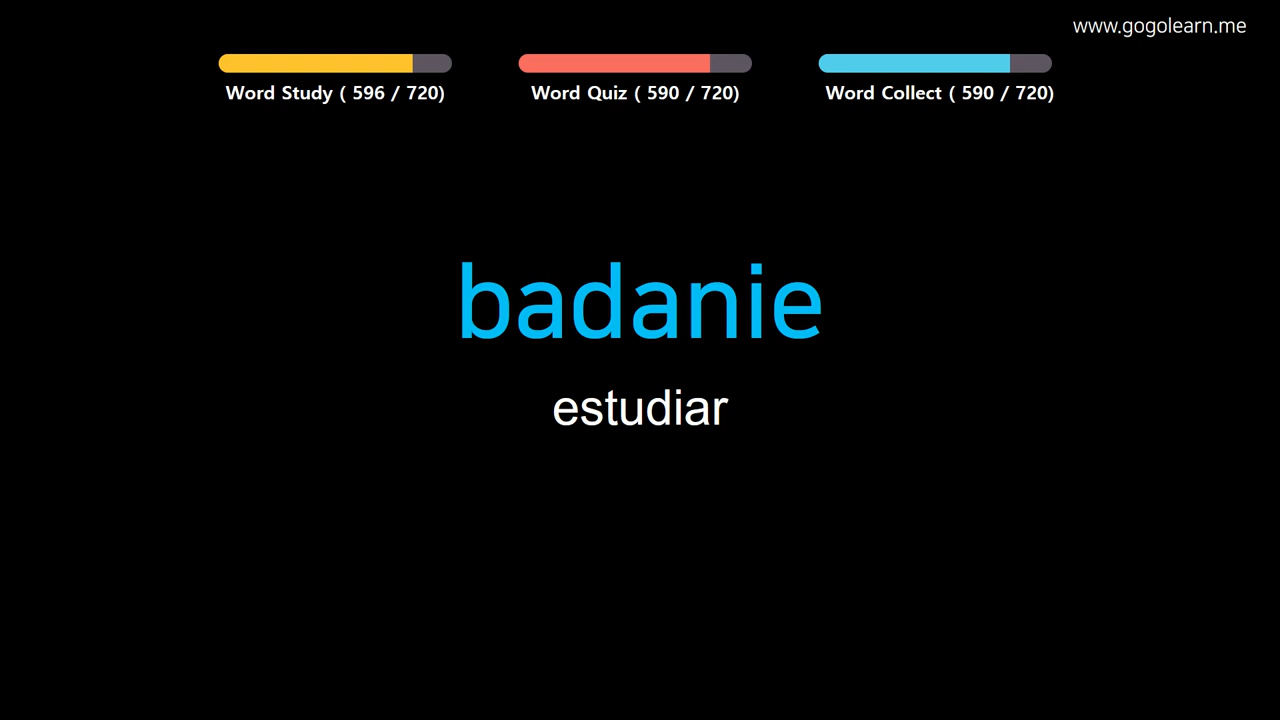 www.gogolearn.me
Word Study ( 596 / 720)
Word Quiz ( 590 / 720)
Word Collect ( 590 / 720)
badanie
estudiar